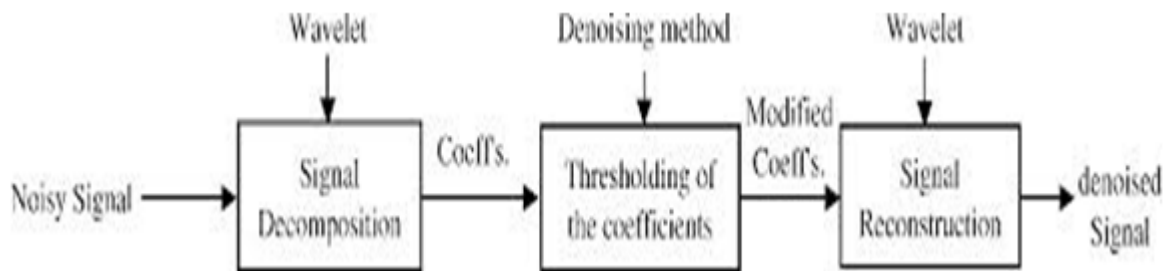 Wavelet
Denoising method
Wavelet
Noisy Signal
Signal
Decomposition
Coeff's.
Thresholding of
the coefficients
Modified
Coeff's.
Signal
Reconstruction
denoised
Signal